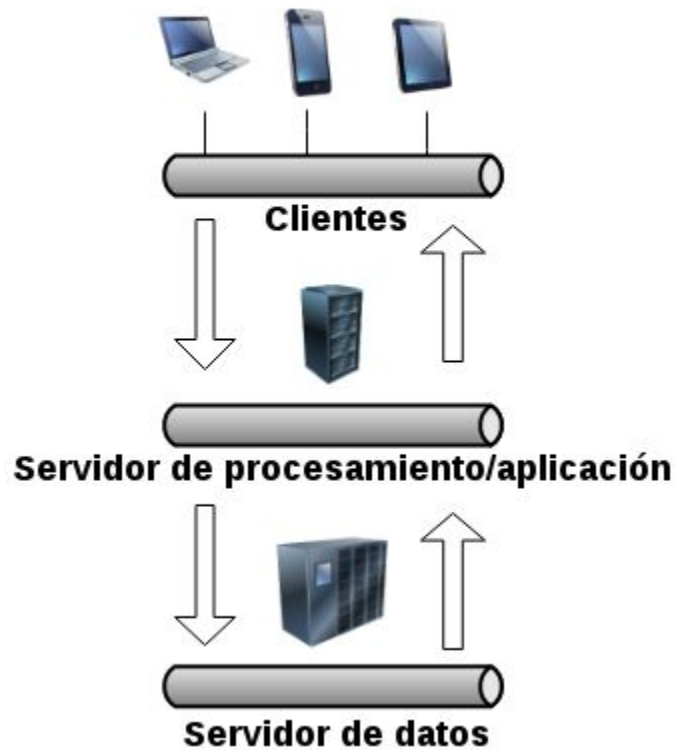 Clientes
Servidor de procesamiento/aplicación
Servidor de datos